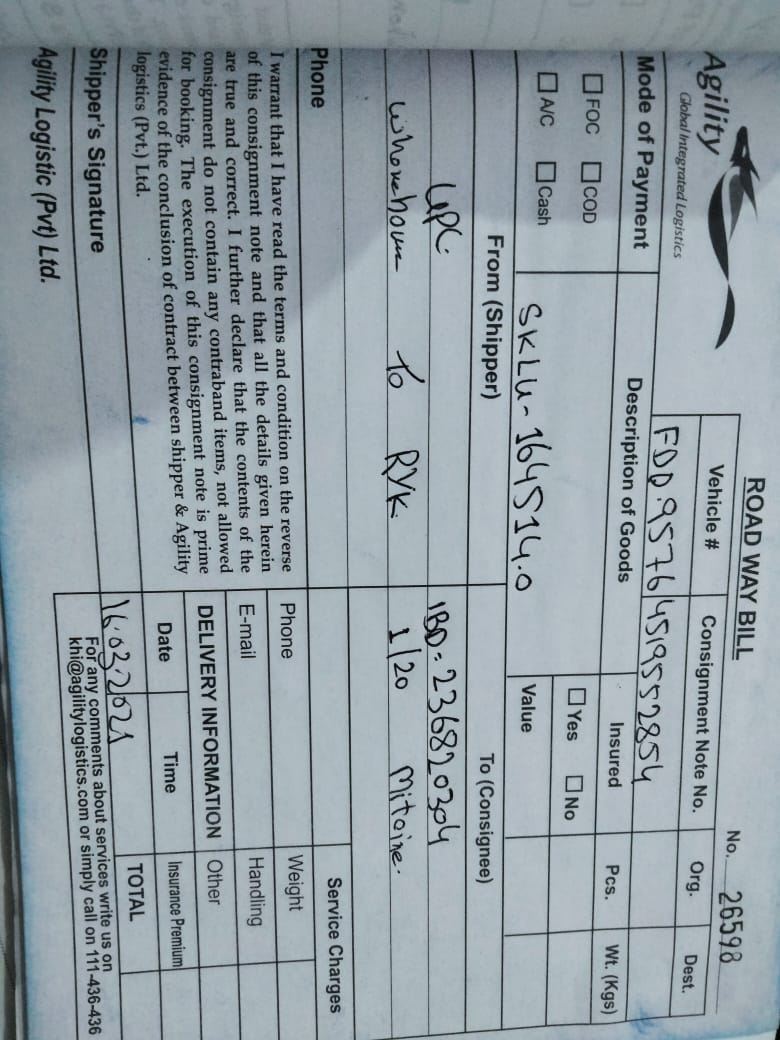 ROAD WAY BILL
No. 26598
Agility
Global Integrated Logistics
Vehicle # Consignment Note No. Org. Dest.
FDD.9576 4519552854
Mode of Payment Description of Goods Insured Pcs. Wt. (Kgs)
FOC COD
Yes No
A/C Cash
SKLU-164514.0
Value
From (Shipper) To (Consignee)
UPL IBD=236820304
To RYK 1/20
Phone Service Charges
I warrant that I have read the terms and condition on the reverse
of this consignment note and that all the details given herein
are true and correct. I further declare that the contents of the
consignment do not contain any contraband items, not allowed
for booking. The execution of this consignment note is prime
evidence of the conclusion of contract between shipper & Agility
logistics (Pvt.) Ltd.
Phone Weight
E-mail Handling
DELIVERY INFORMATION Other
Date Time Insurance Premium
16.03.2021 TOTAL
Shipper's Signature
For any comments about services write us on
khi@agilitylogistics.com or simply call on 111-436-436
Agility Logistic (Pvt) Ltd.